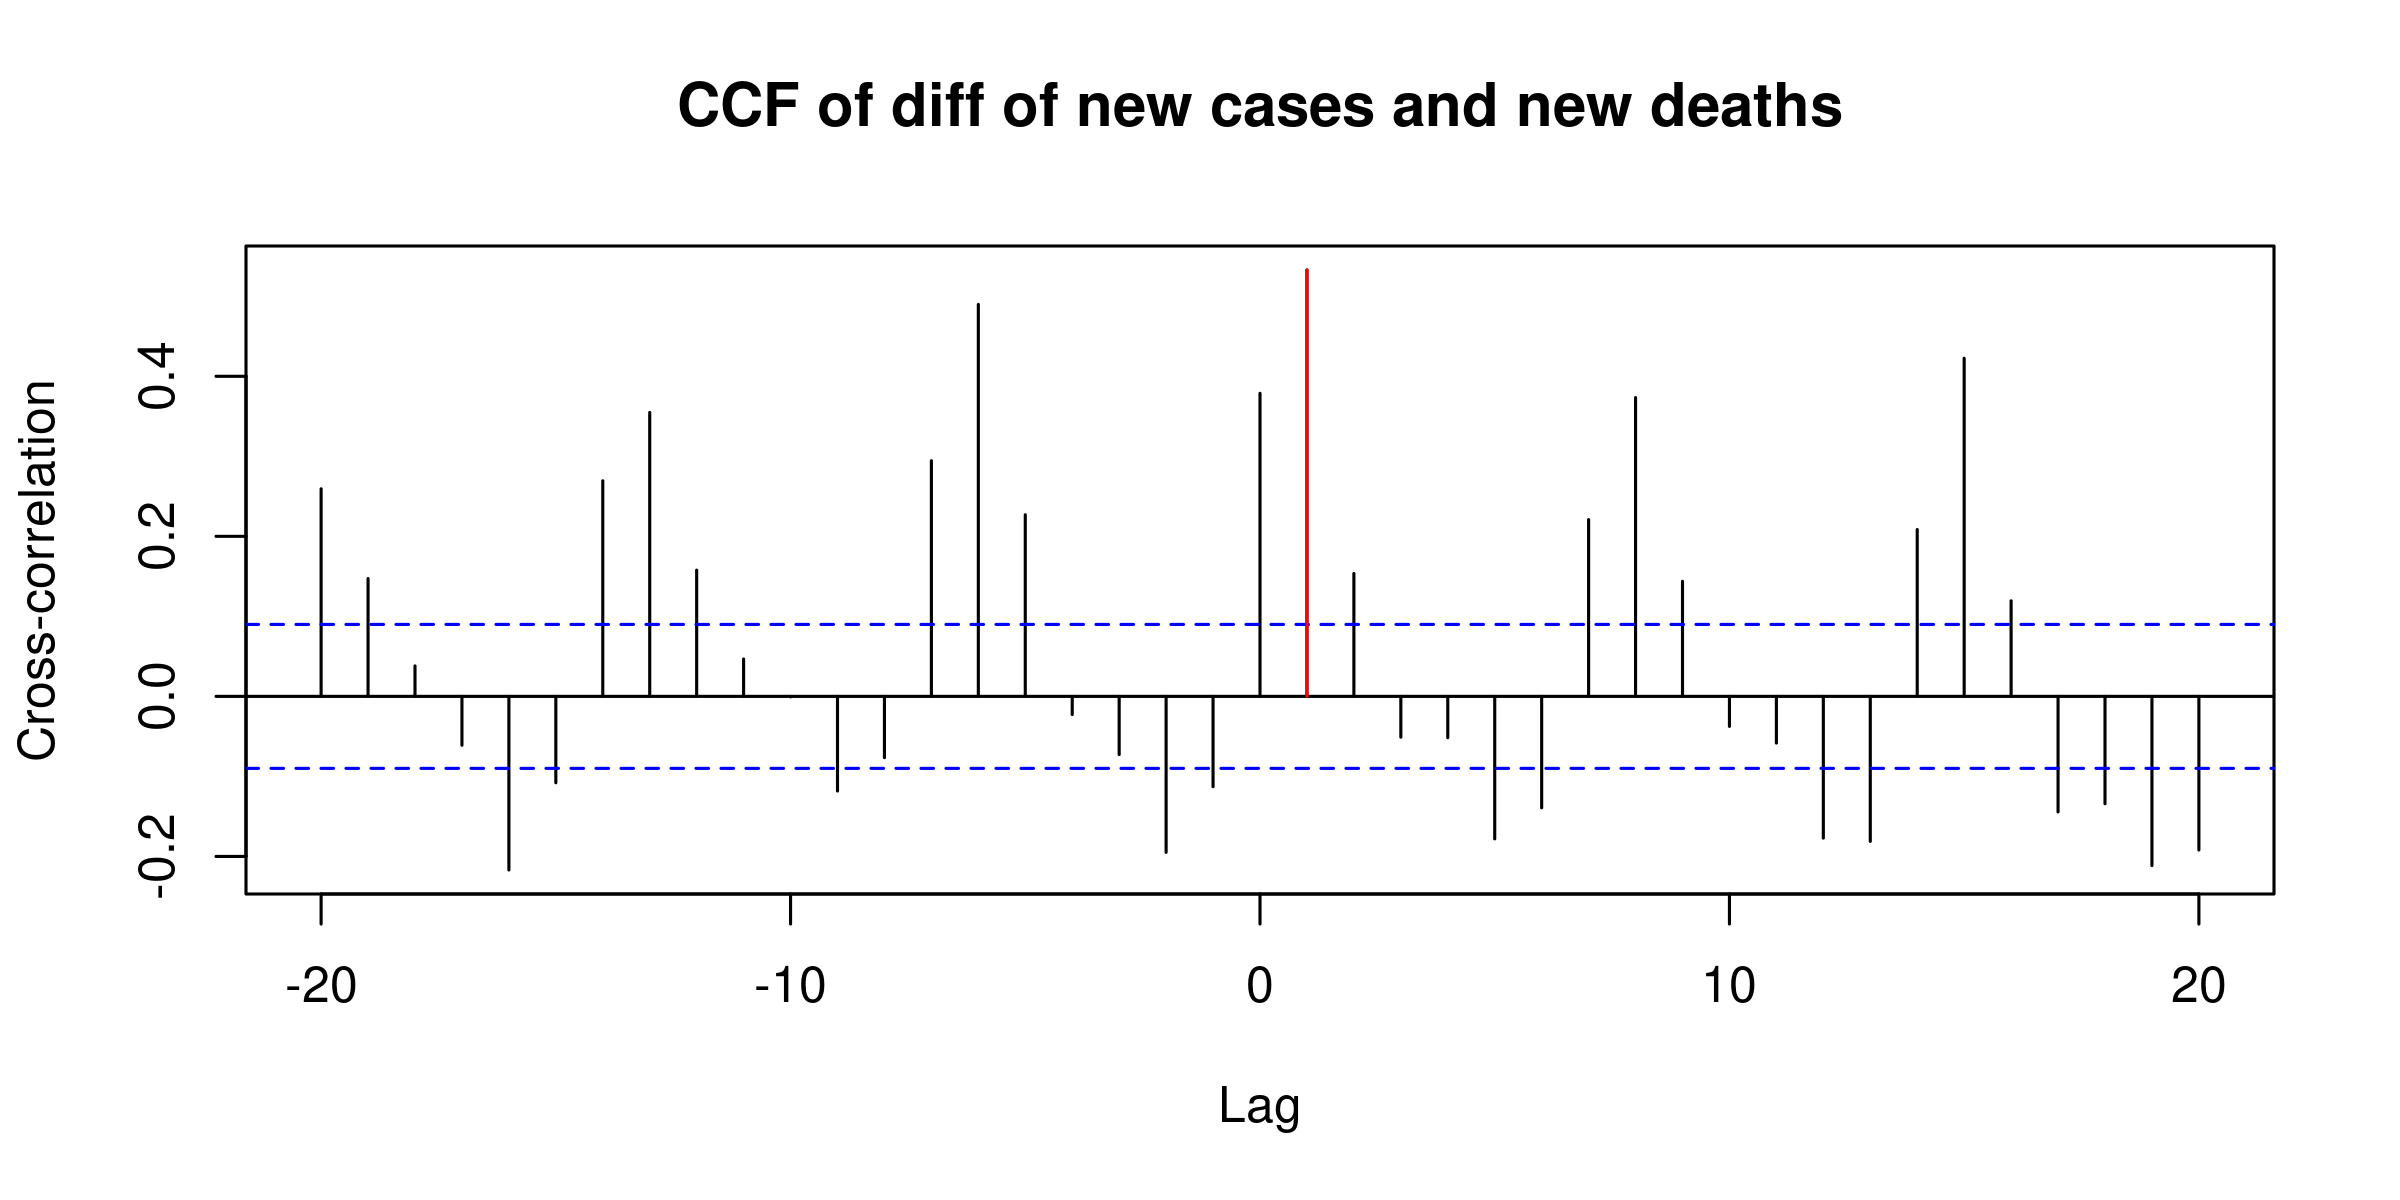 CCF of diff of new cases and new deaths
Cross-correlation
0.4
0.2
0.0
-0.2
-20 -10 0 10 20
Lag